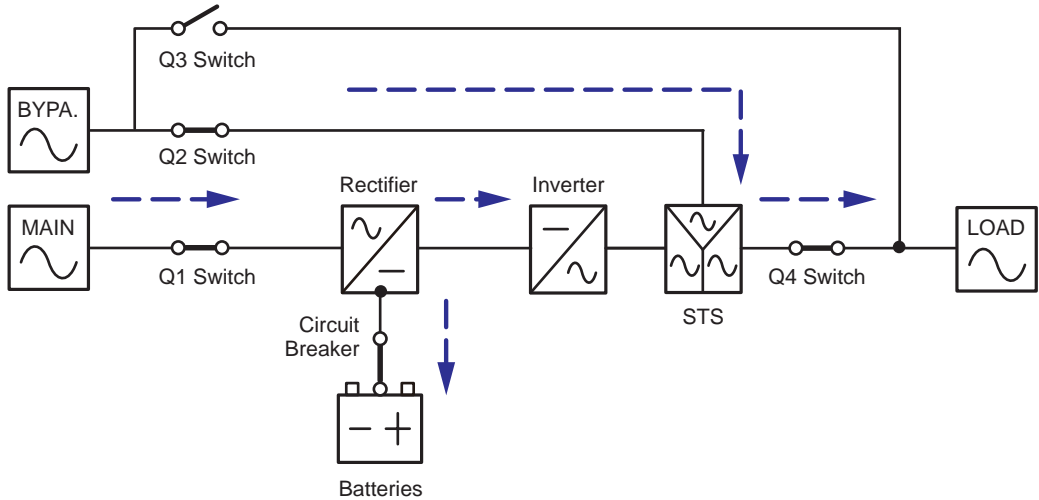 Q3 Switch
BYPA.
Q2 Switch
Rectifier
Inverter
MAIN
LOAD
Q1 Switch
Q4 Switch
STS
Circuit
Breaker
Batteries